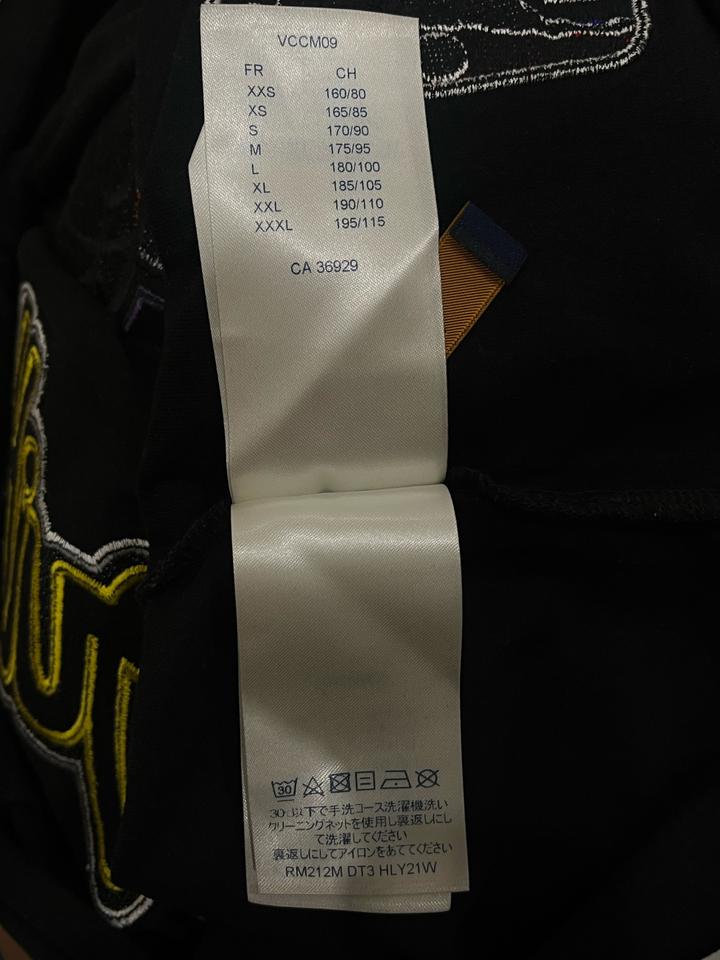 VCCM09
FR CH
XXS 160/80
XS 165/85
S 170/90
M 175/95
L 180/100
XL 185/105
XXL 190/110
XXXL 195/115
CA 36929
30
30℃以下で手洗コース洗濯機洗い
クリーニングネットを使用し裏返しにし
て洗濯してください
裏返しにしてアイロンをあててください
RM212M DT3 HLY21W